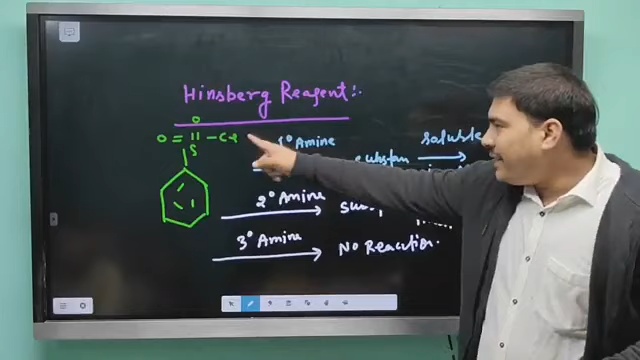 Hinsberg Reagent:-
O
O = S - Cl
1° Amine
soluble
2° Amine
3° Amine
No Reaction.